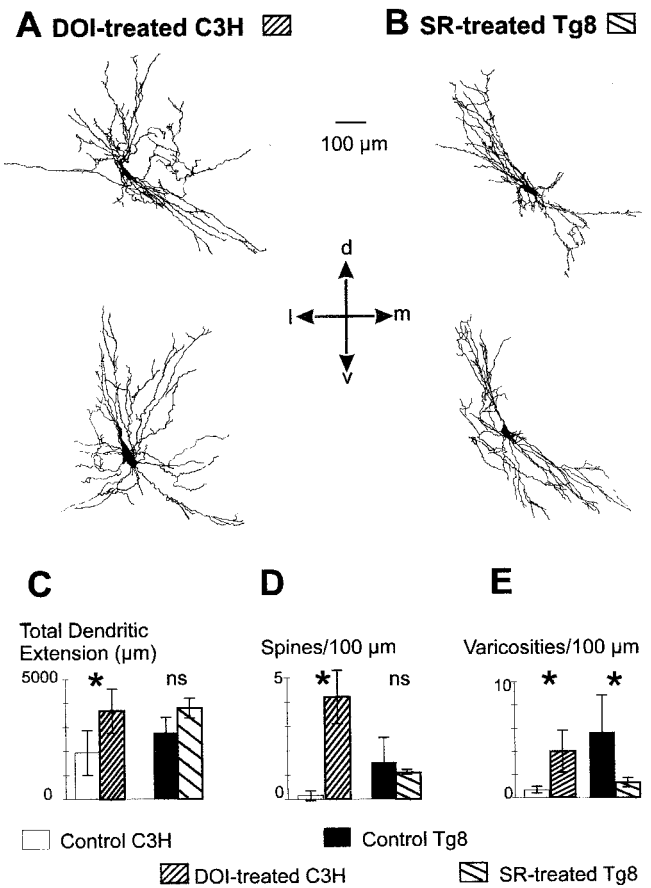 A DOI-treated C3H
B SR-treated Tg8
100 µm
d
l
m
v
C
D
E
Total Dendritic
Extension (µm)
Spines/100 µm
Varicosities/100 µm
5000
*
ns
0
5
*
ns
0
10
*
*
0
Control C3H
Control Tg8
DOI-treated C3H
SR-treated Tg8